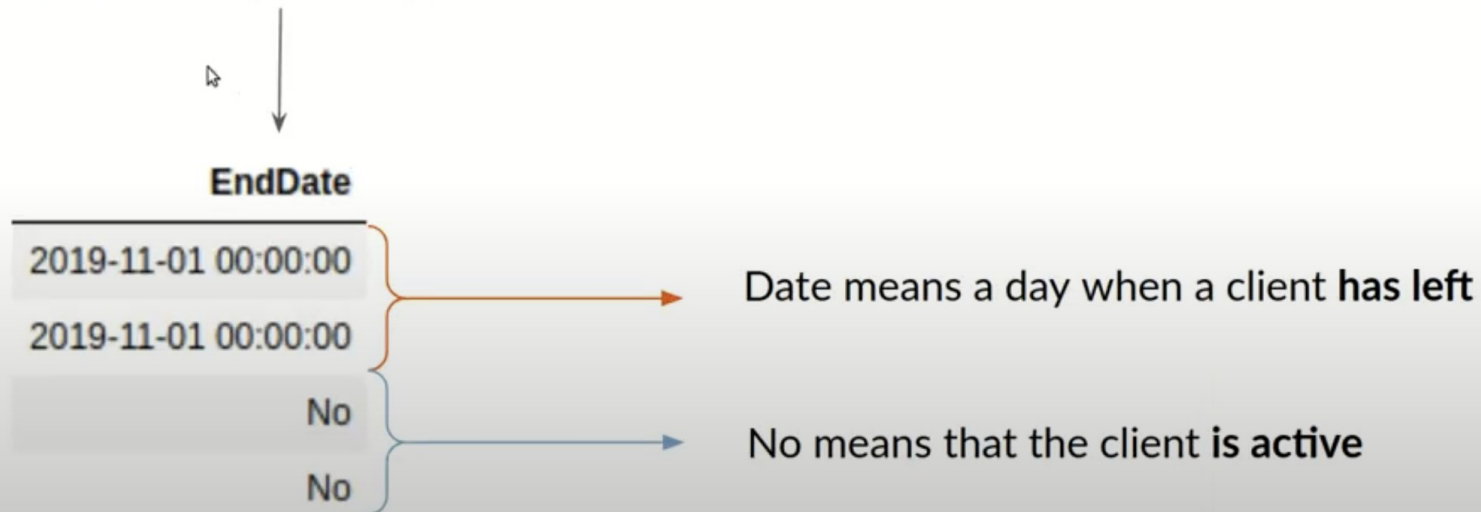 EndDate
2019-11-01 00:00:00
2019-11-01 00:00:00
Date means a day when a client has left
No
No means that the client is active
No